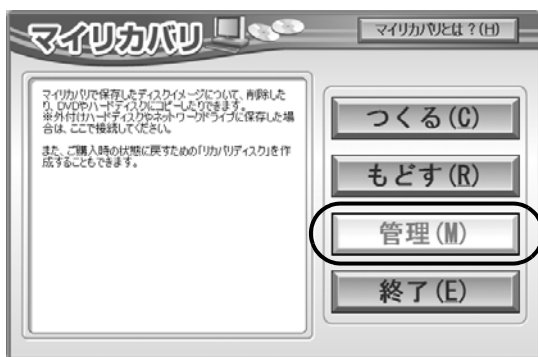 マイリカバリ
マイリカバリとは？(H)
マイリカバリで保存したディスクイメージについて、削除した
り、DVDやハードディスクにコピーしたりできます。
※外付けハードディスクやネットワークドライブに保存した場
合は、ここで接続してください。
また、ご購入時の状態に戻すための「リカバリディスク」を作
成することもできます。
つくる(C)
もどす(R)
管理(M)
終了(E)